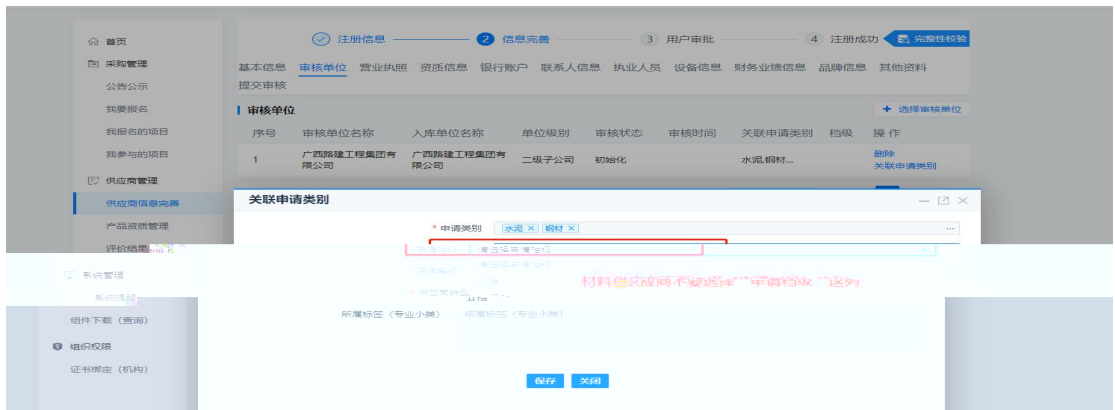 首页
注册信息
2 信息完善
3 用户审批
4 注册成功
完整性校验
采购管理
公告公示
我要报名
我报名的项目
我参与的项目
供应商管理
供应商信息完善
产品资质管理
评价结果
系统管理
系统提醒
组件下载（查询）
组织权限
证书绑定（机构）
基本信息 审核单位 营业执照 资质信息 银行账户 联系人信息 执业人员 设备信息 财务业绩信息 品牌信息 其他资料
提交审核
审核单位
+ 选择审核单位
序号 审核单位名称 入库单位名称 单位级别 审核状态 审核时间 关联申请类别 档级 操作
1 广西路建工程集团有限公司 广西路建工程集团有限公司 二级子公司 初始化 水泥,钢材... 删除
关联申请类别
关联申请类别
* 申请类别 水泥 × 钢材 × ...
材料供应商不要选择“申请档级”这列
所属标签（专业小类） 所属标签（专业小类）
保存 关闭